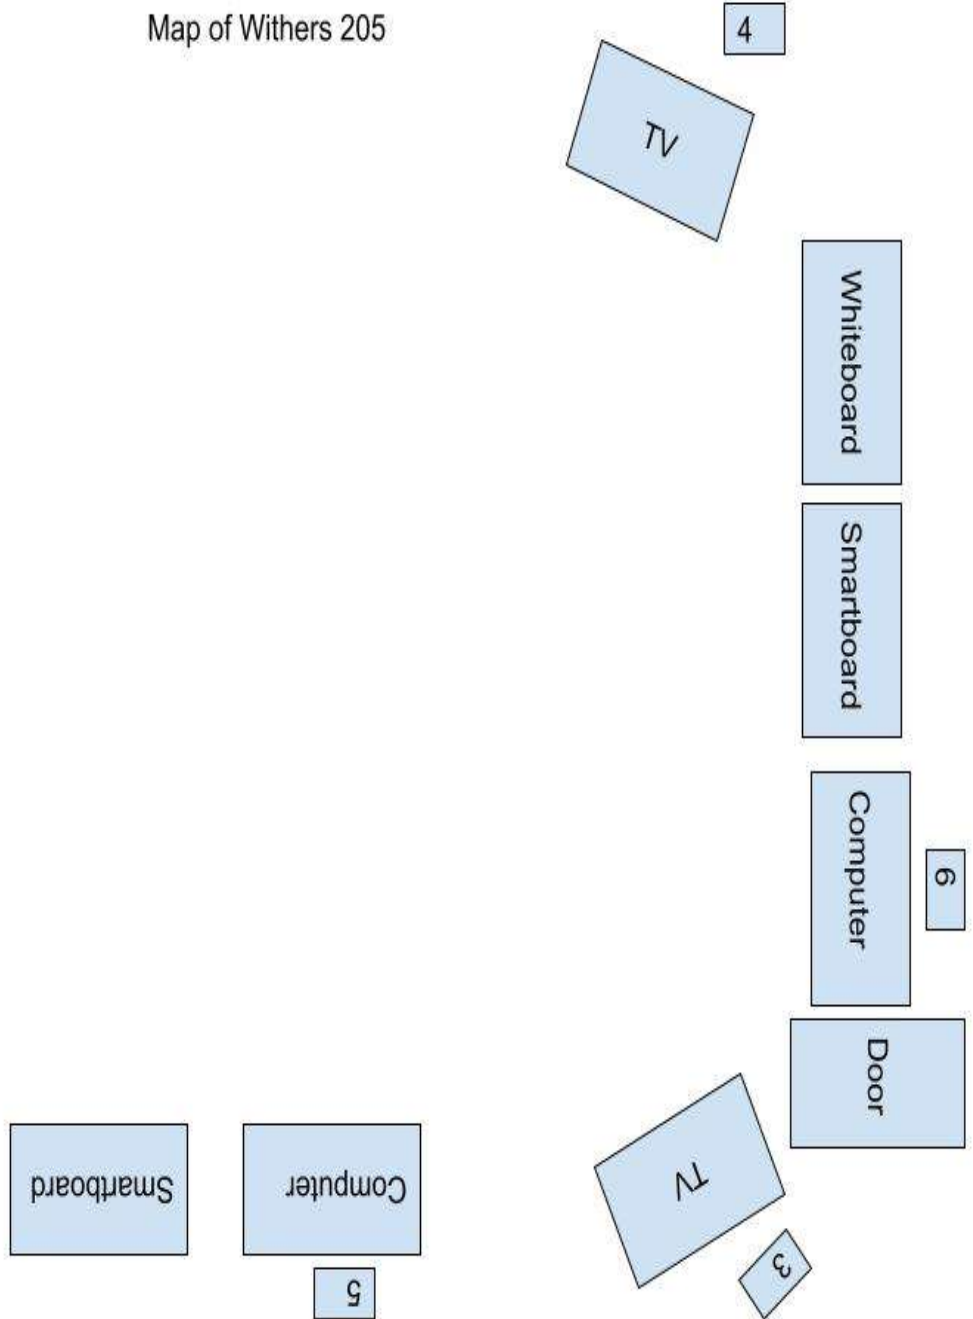 Map of Withers 205
4
TV
Whiteboard
Smartboard
Computer
6
Door
TV
3
Smartboard
Computer
5